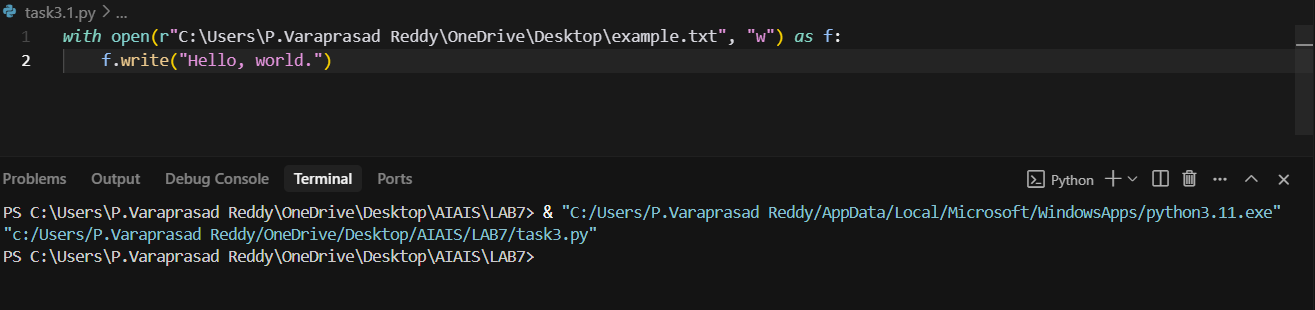 task3.1.py > ...
1 with open(r"C:\Users\P.Varaprasad Reddy\OneDrive\Desktop\example.txt", "w") as f:
2     f.write("Hello, world.")
Problems Output Debug Console Terminal Ports Python
PS C:\Users\P.Varaprasad Reddy\OneDrive\Desktop\AIAIS\LAB7> & "C:/Users/P.Varaprasad Reddy/AppData/Local/Microsoft/WindowsApps/python3.11.exe"
"c:/Users/P.Varaprasad Reddy/OneDrive/Desktop/AIAIS/LAB7/task3.py"
PS C:\Users\P.Varaprasad Reddy\OneDrive\Desktop\AIAIS\LAB7>